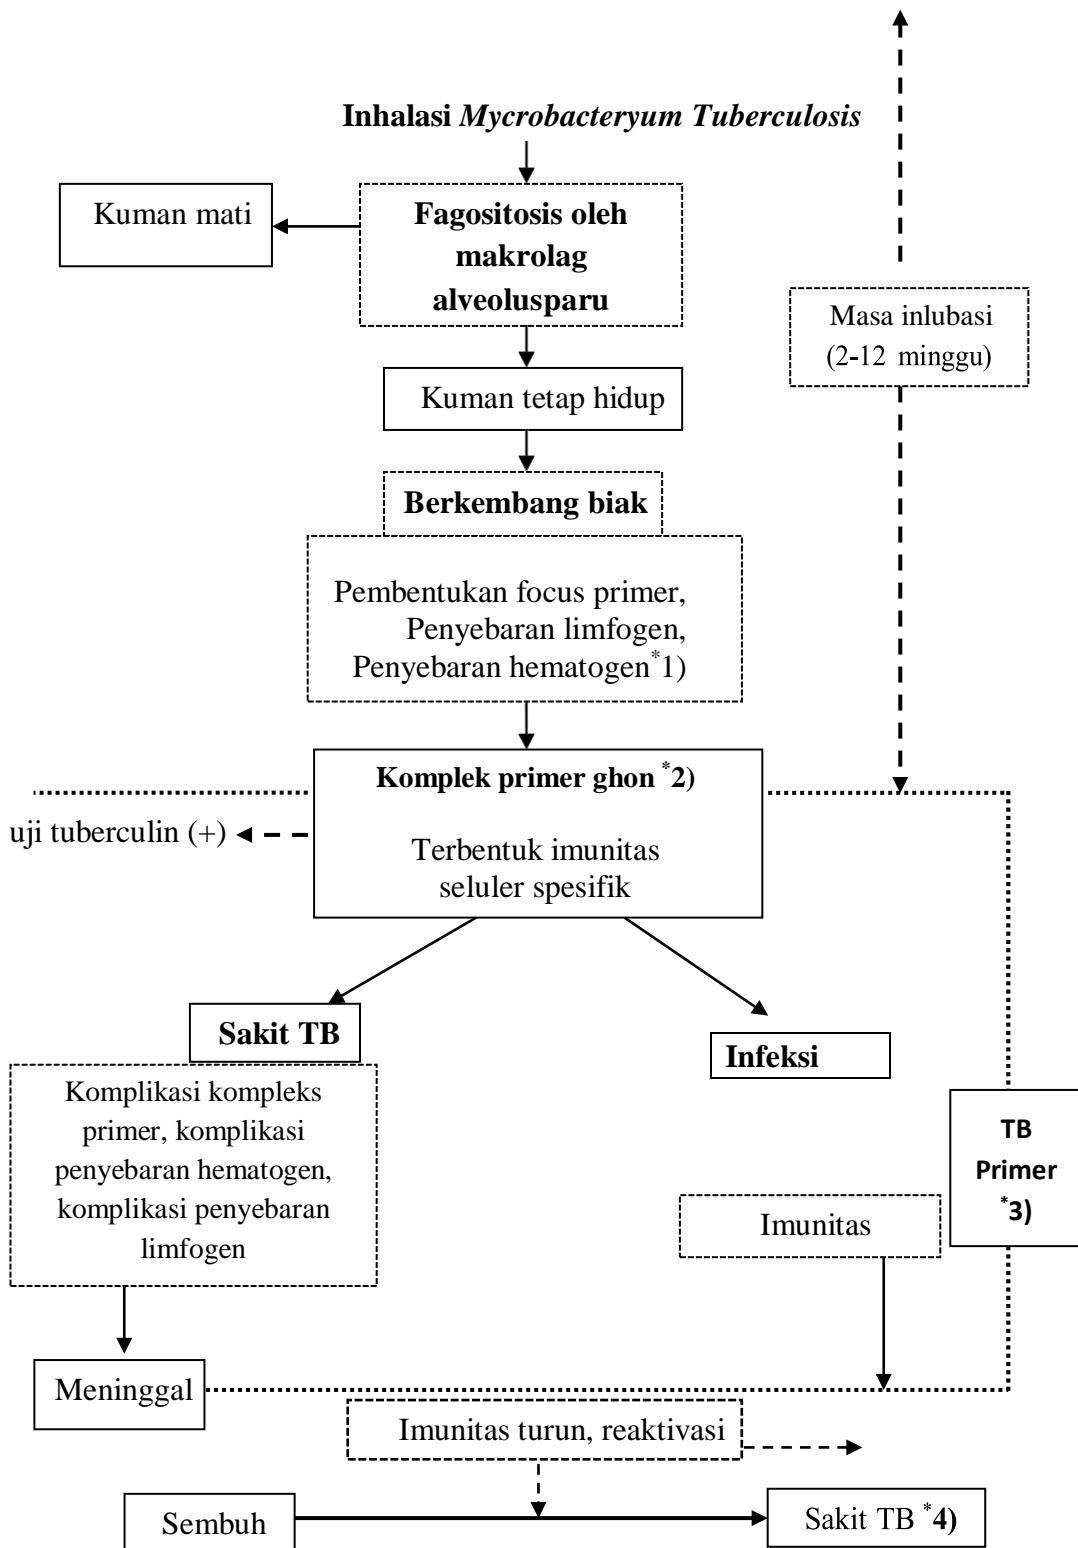 Inhalasi Mycrobacteryum Tuberculosis
Kuman mati
Fagositosis oleh
makrolag
alveolusparu
Masa inlubasi
(2-12 minggu)
Kuman tetap hidup
Berkembang biak
Pembentukan focus primer,
Penyebaran limfogen,
Penyebaran hematogen*1)
Komplek primer ghon *2)
uji tuberculin (+)
Terbentuk imunitas
seluler spesifik
Sakit TB
Infeksi
Komplikasi kompleks
primer, komplikasi
penyebaran hematogen,
komplikasi penyebaran
limfogen
TB
Primer
*3)
Imunitas
Meninggal
Imunitas turun, reaktivasi
Sembuh
Sakit TB *4)